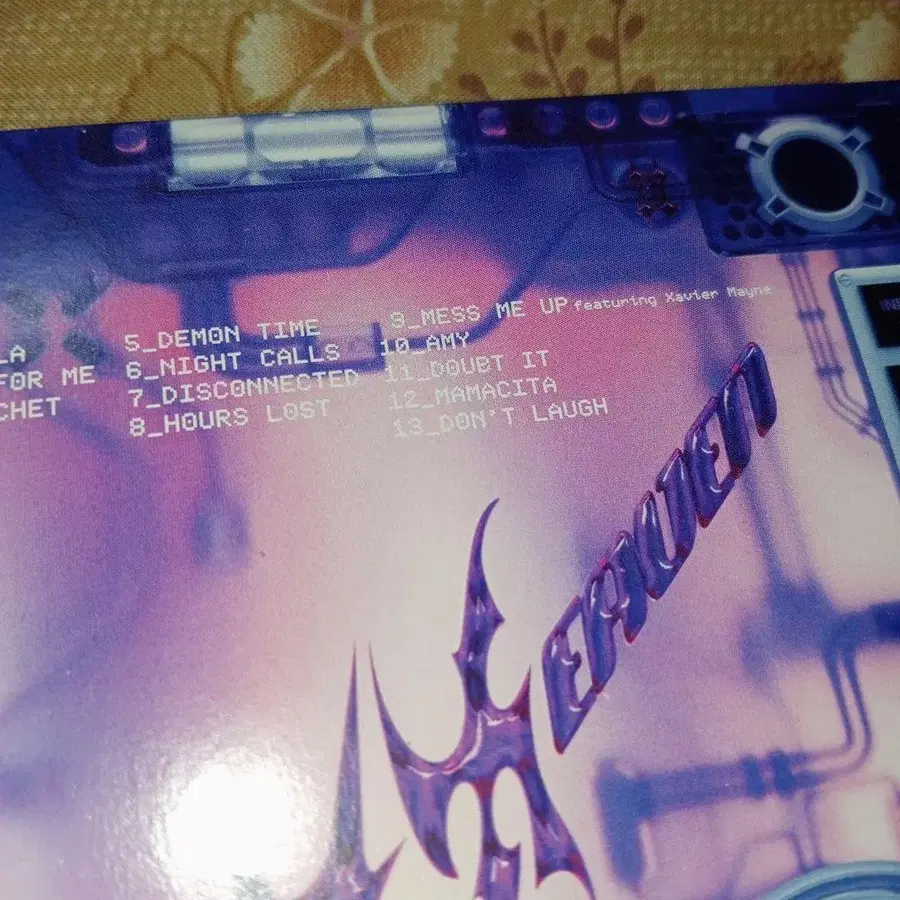 LA
FOR ME
CHET
5_DEMON TIME
6_NIGHT CALLS
7_DISCONNECTED
8_HOURS LOST
9_MESS ME UP featuring Xavier Mayne
10_AMY
11_DOUBT IT
12_MAMACITA
13_DON'T LAUGH
EAVEN